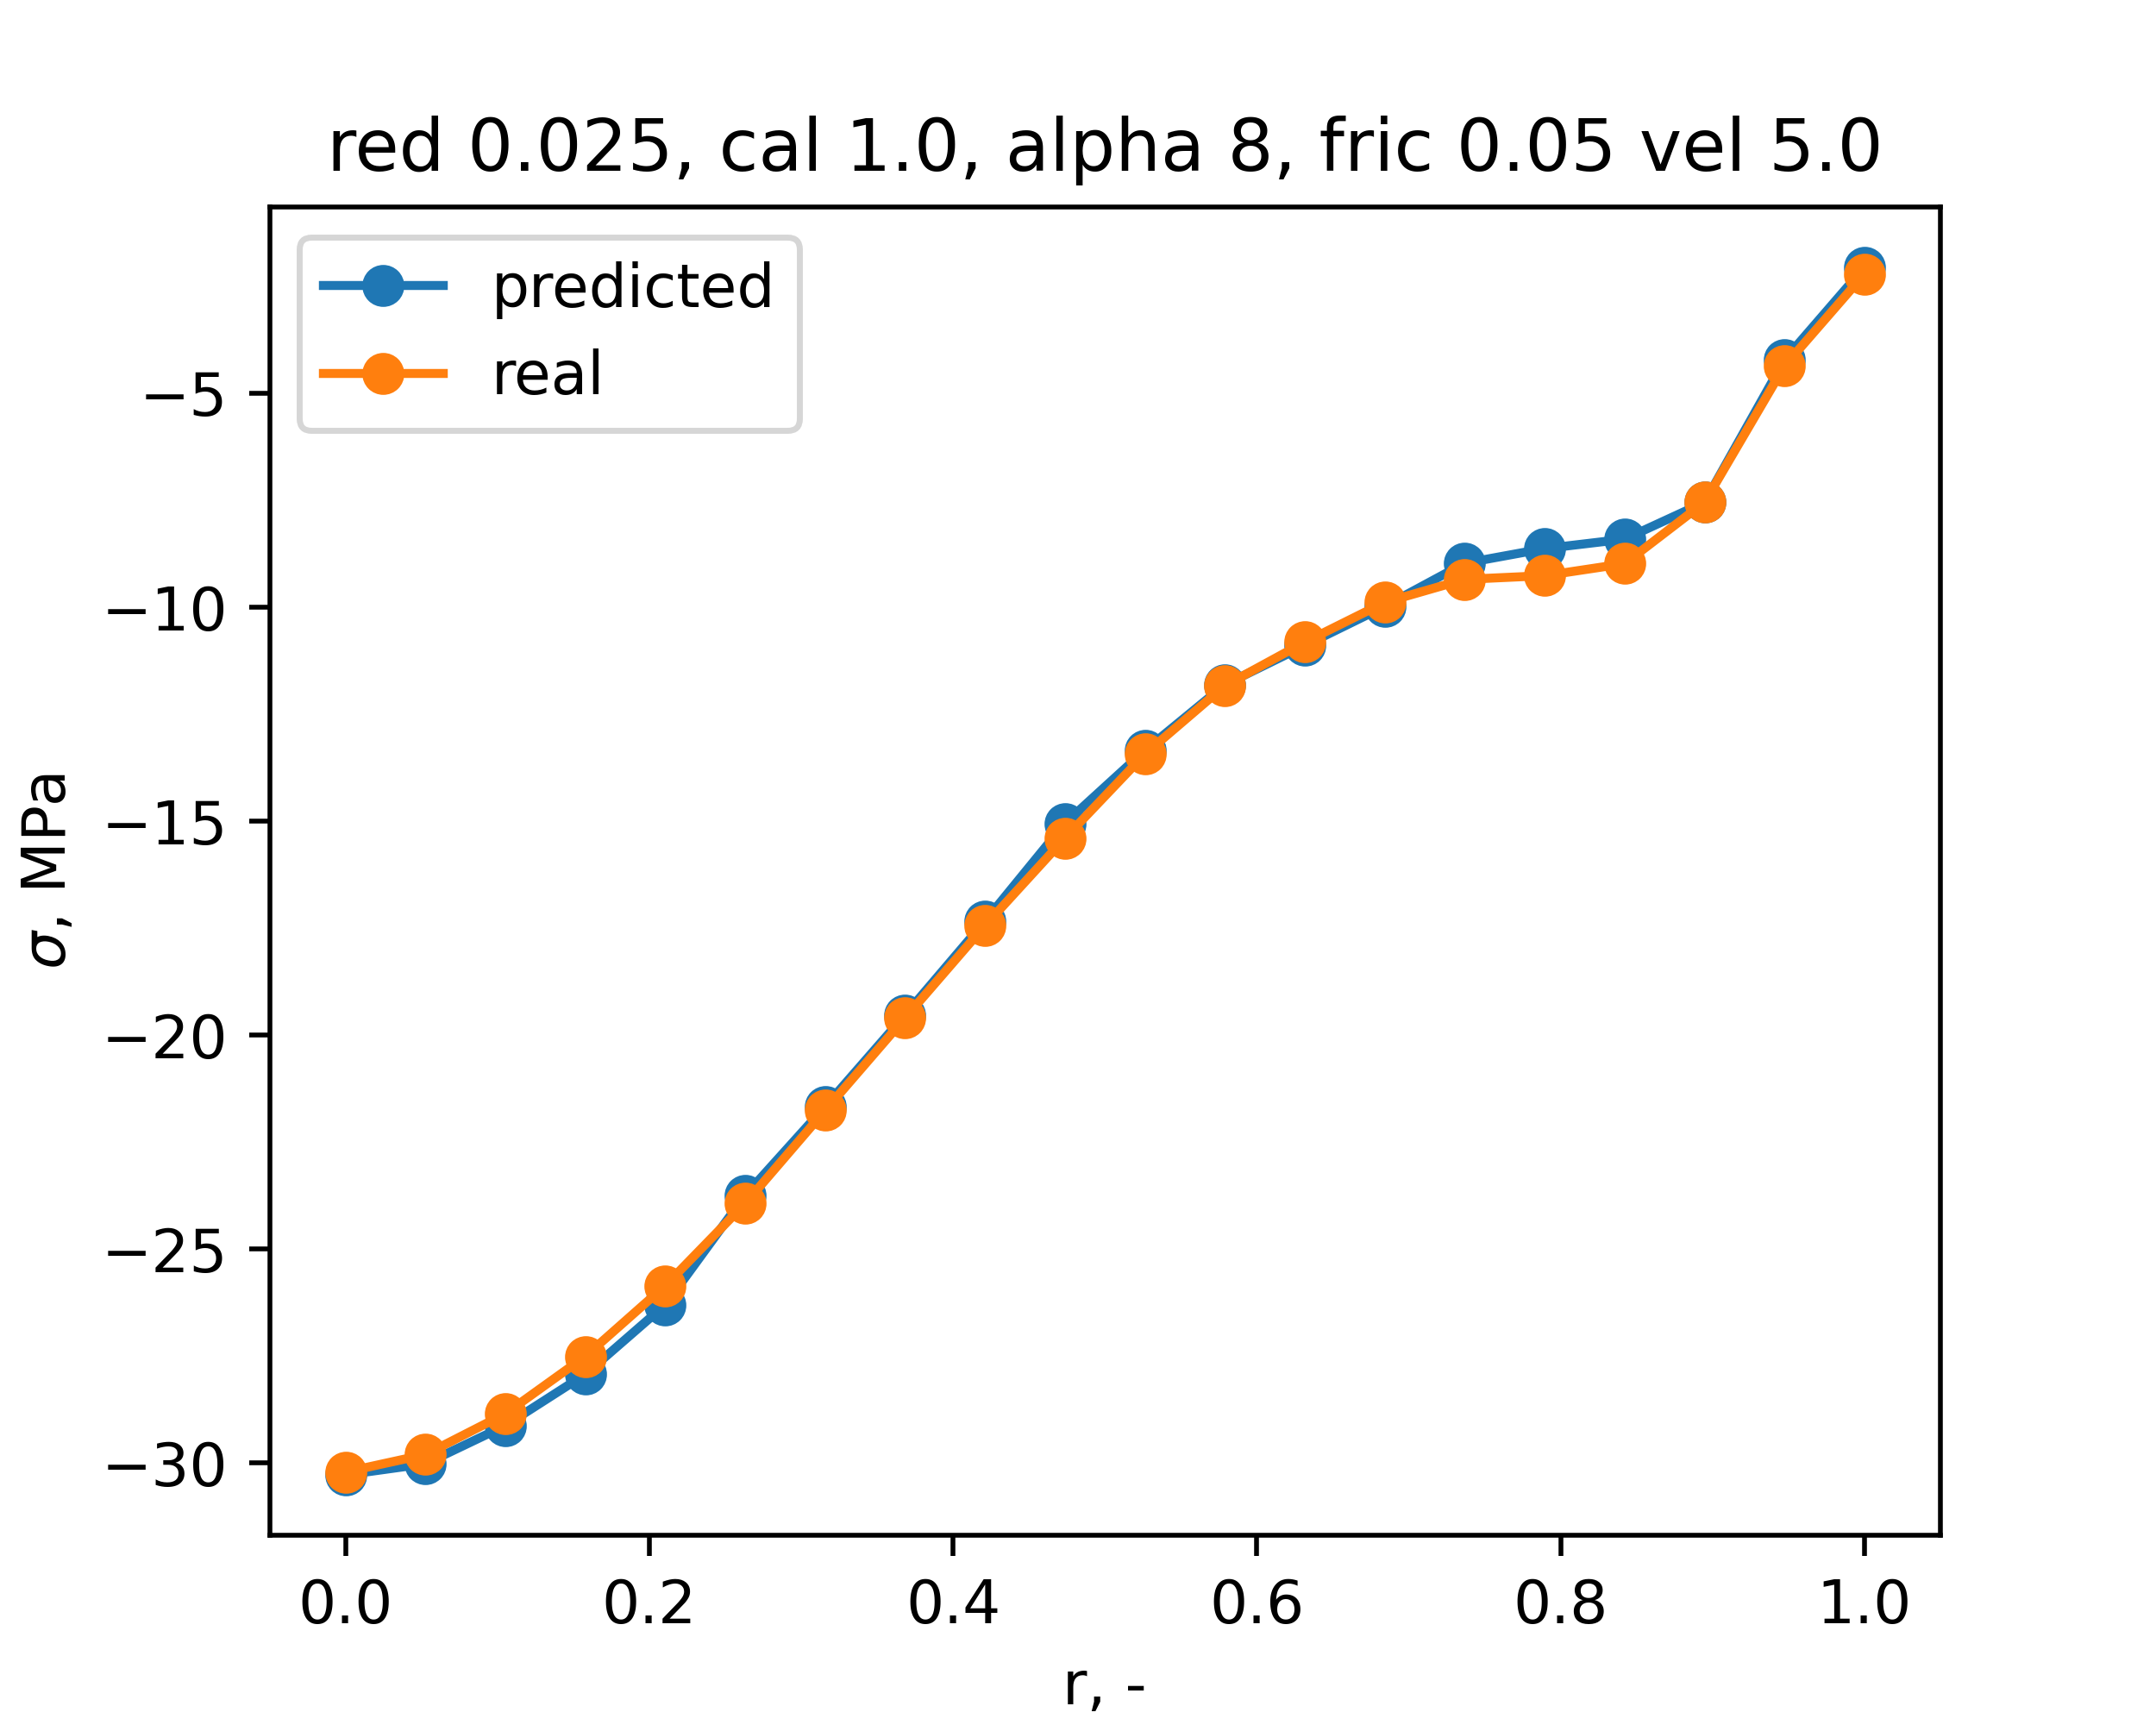 red 0.025, cal 1.0, alpha 8, fric 0.05 vel 5.0
predicted
real
−5
−10
−15
−20
−25
−30
σ, MPa
0.0 0.2 0.4 0.6 0.8 1.0
r, -